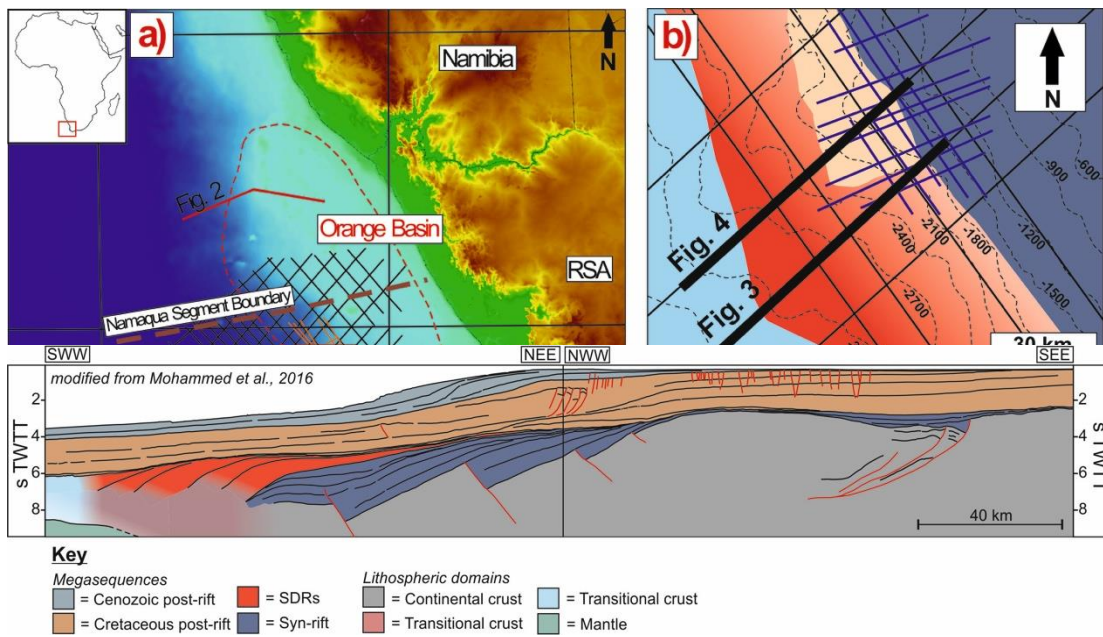 a)
Namibia
N
Fig. 2
Orange Basin
RSA
Namaqua Segment Boundary
b)
N
-900
-600
Fig. 4
-1200
-1800
-2100
-2400
-1500
Fig. 3
-2700
30 km
SWW
NEE
NWW
SEE
modified from Mohammed et al., 2016
2
4
6
8
s TWTT
2
4
6
8
s TWTT
40 km
Key
Megasequences
= Cenozoic post-rift
= Cretaceous post-rift
= SDRs
= Syn-rift
Lithospheric domains
= Continental crust
= Transitional crust
= Transitional crust
= Mantle